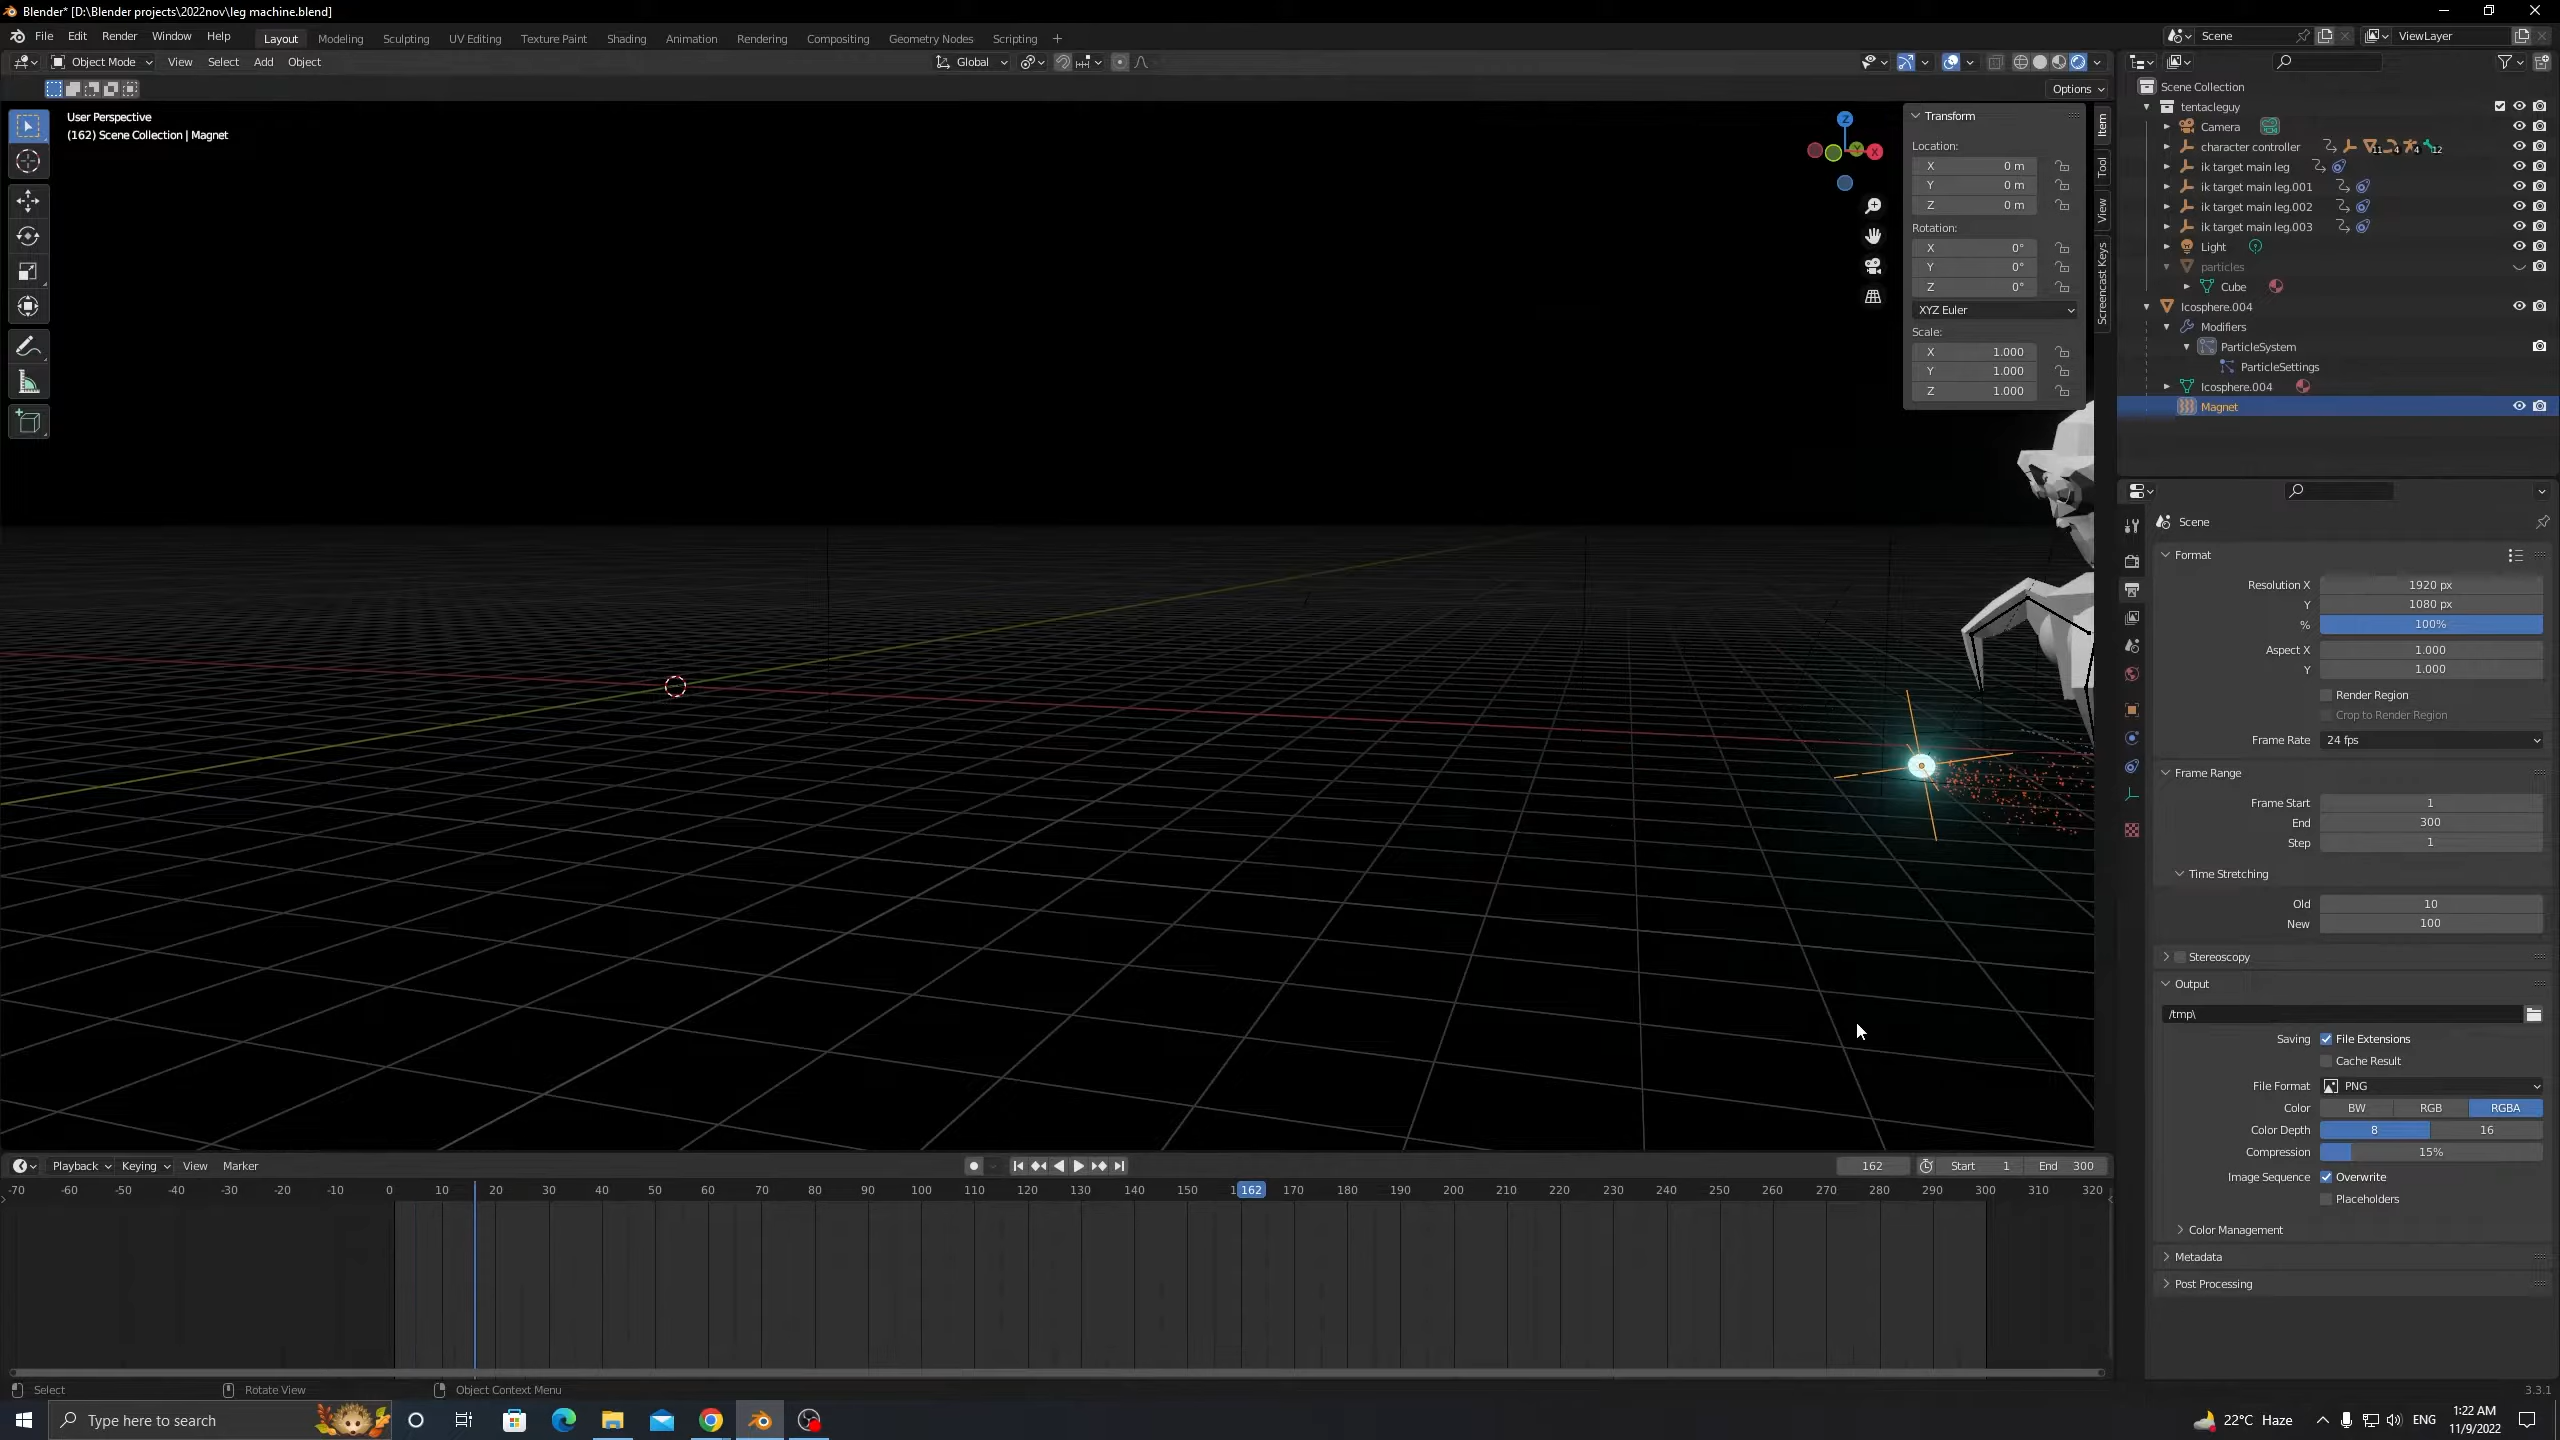 Blender* [D:\Blender projects\2022nov\leg machine.blend]
File Edit Render Window Help Layout Modeling Sculpting UV Editing Texture Paint Shading Animation Rendering Compositing Geometry Nodes Scripting + Scene ViewLayer
Object Mode View Select Add Object Global
Options
User Perspective
(162) Scene Collection | Magnet
Z
X
Y
Transform
Location:
X 0 m
Y 0 m
Z 0 m
Rotation:
X 0°
Y 0°
Z 0°
XYZ Euler
Scale:
X 1.000
Y 1.000
Z 1.000
Item
Tool
View
Screencast Keys
Scene Collection
tentacleguy
Camera
character controller 11 4 4 12
ik target main leg
ik target main leg.001
ik target main leg.002
ik target main leg.003
Light
particles
Cube
Icosphere.004
Modifiers
ParticleSystem
ParticleSettings
Icosphere.004
Magnet
Scene
Format
Resolution X 1920 px
Y 1080 px
% 100%
Aspect X 1.000
Y 1.000
Render Region
Crop to Render Region
Frame Rate 24 fps
Frame Range
Frame Start 1
End 300
Step 1
Time Stretching
Old 10
New 100
Stereoscopy
Output
/tmp\
Saving File Extensions
Cache Result
File Format PNG
Color BW RGB RGBA
Color Depth 8 16
Compression 15%
Image Sequence Overwrite
Placeholders
Color Management
Metadata
Post Processing
Playback Keying View Marker 162 Start 1 End 300
-70 -60 -50 -40 -30 -20 -10 0 10 20 30 40 50 60 70 80 90 100 110 120 130 140 150 162 170 180 190 200 210 220 230 240 250 260 270 280 290 300 310 320
Select Rotate View Object Context Menu 3.3.1
Type here to search 22°C Haze ENG 1:22 AM
11/9/2022